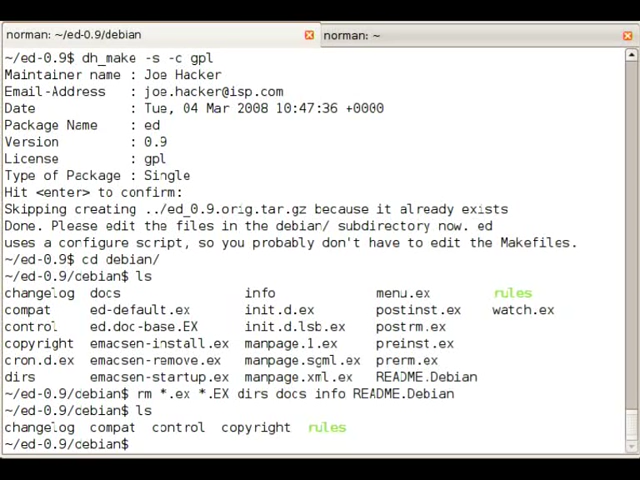 norman: ~/ed-0.9/debian
norman: ~
~/ed-0.9$ dh_make -s -c gpl
Maintainer name : Joe Hacker
Email-Address : joe.hacker@isp.com
Date : Tue, 04 Mar 2008 10:47:36 +0000
Package Name : ed
Version : 0.9
License : gpl
Type of Package : Single
Hit <enter> to confirm:
Skipping creating ../ed_0.9.orig.tar.gz because it already exists
Done. Please edit the files in the debian/ subdirectory now. ed
uses a configure script, so you probably don't have to edit the Makefiles.
~/ed-0.9$ cd debian/
~/ed-0.9/cebian$ ls
changelog docs info menu.ex rules
compat ed-default.ex init.d.ex postinst.ex watch.ex
control ed.doc-base.EX init.d.lsb.ex postrm.ex
copyright emacsen-install.ex manpage.1.ex preinst.ex
cron.d.ex emacsen-remove.ex manpage.sgml.ex prerm.ex
dirs emacsen-startup.ex manpage.xml.ex README.Debian
~/ed-0.9/cebian$ rm *.ex *.EX dirs docs info README.Debian
~/ed-0.9/cebian$ ls
changelog compat control copyright rules
~/ed-0.9/cebian$